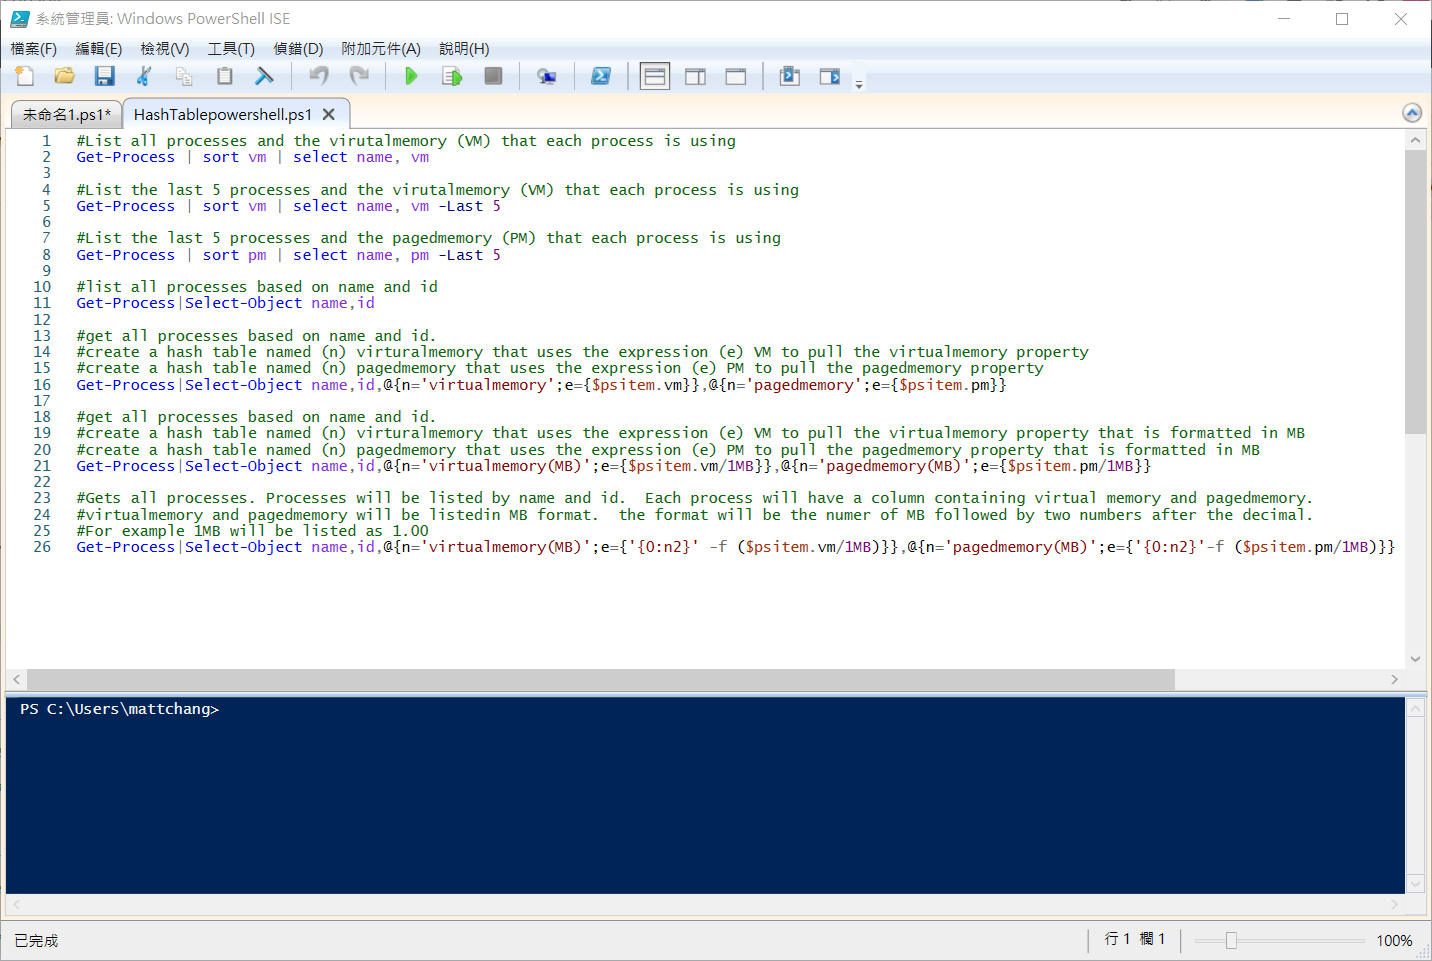 系統管理員: Windows PowerShell ISE
檔案(F) 編輯(E) 檢視(V) 工具(T) 偵錯(D) 附加元件(A) 說明(H)
未命名1.ps1* HashTablepowershell.ps1
1 #List all processes and the virutalmemory (VM) that each process is using
2 Get-Process | sort vm | select name, vm
3
4 #List the last 5 processes and the virutalmemory (VM) that each process is using
5 Get-Process | sort vm | select name, vm -Last 5
6
7 #List the last 5 processes and the pagedmemory (PM) that each process is using
8 Get-Process | sort pm | select name, pm -Last 5
9
10 #list all processes based on name and id
11 Get-Process|Select-Object name,id
12
13 #get all processes based on name and id.
14 #create a hash table named (n) virturalmemory that uses the expression (e) VM to pull the virtualmemory property
15 #create a hash table named (n) pagedmemory that uses the expression (e) PM to pull the pagedmemory property
16 Get-Process|Select-Object name,id,@{n='virtualmemory';e={$psitem.vm}},@{n='pagedmemory';e={$psitem.pm}}
17
18 #get all processes based on name and id.
19 #create a hash table named (n) virturalmemory that uses the expression (e) VM to pull the virtualmemory property that is formatted in MB
20 #create a hash table named (n) pagedmemory that uses the expression (e) PM to pull the pagedmemory property that is formatted in MB
21 Get-Process|Select-Object name,id,@{n='virtualmemory(MB)';e={$psitem.vm/1MB}},@{n='pagedmemory(MB)';e={$psitem.pm/1MB}}
22
23 #Gets all processes. Processes will be listed by name and id.  Each process will have a column containing virtual memory and pagedmemory.
24 #virtualmemory and pagedmemory will be listedin MB format.  the format will be the numer of MB followed by two numbers after the decimal.
25 #For example 1MB will be listed as 1.00
26 Get-Process|Select-Object name,id,@{n='virtualmemory(MB)';e={'{0:n2}' -f ($psitem.vm/1MB)}},@{n='pagedmemory(MB)';e={'{0:n2}'-f ($psitem.pm/1MB)}}
PS C:\Users\mattchang>
已完成 行 1 欄 1 100%